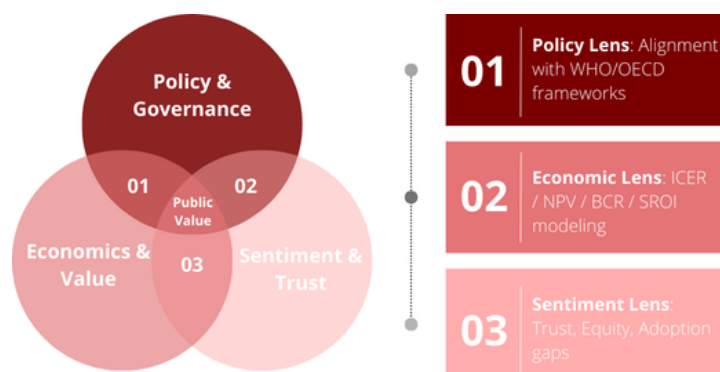 Policy &
Governance
01
02
Public
Value
Economics &
Value
03
Sentiment &
Trust
01
Policy Lens: Alignment
with WHO/OECD
frameworks
02
Economic Lens: ICER
/ NPV / BCR / SROI
modeling
03
Sentiment Lens:
Trust, Equity, Adoption
gaps